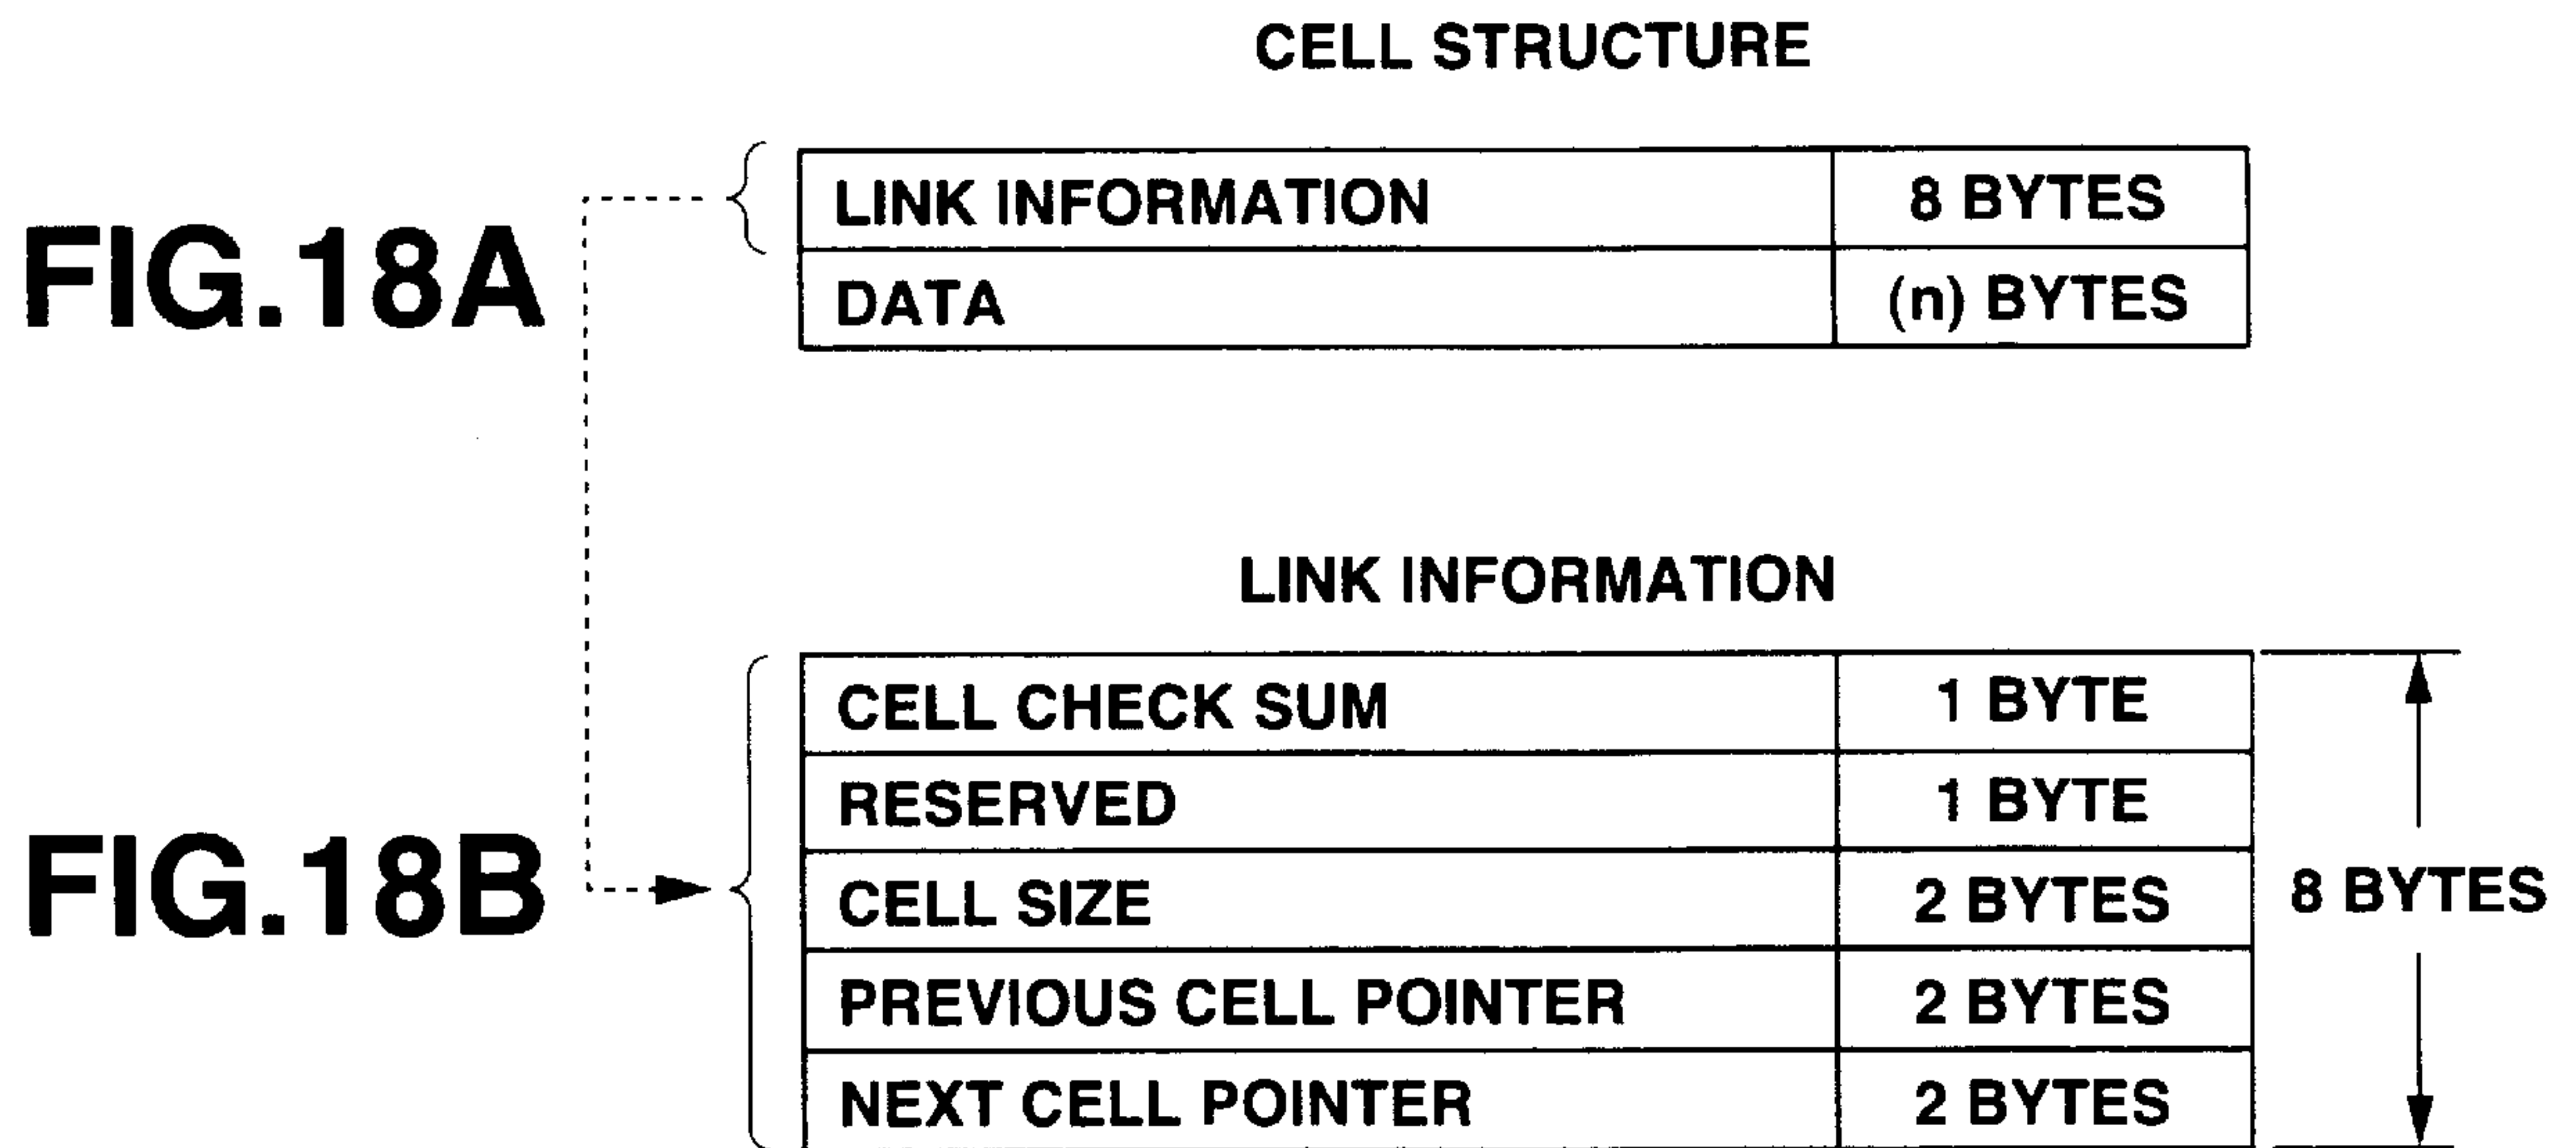 CELL STRUCTURE
FIG.18A
LINK INFORMATION 8 BYTES
DATA (n) BYTES
LINK INFORMATION
FIG.18B
CELL CHECK SUM 1 BYTE
RESERVED 1 BYTE
CELL SIZE 2 BYTES
8 BYTES
PREVIOUS CELL POINTER 2 BYTES
NEXT CELL POINTER 2 BYTES